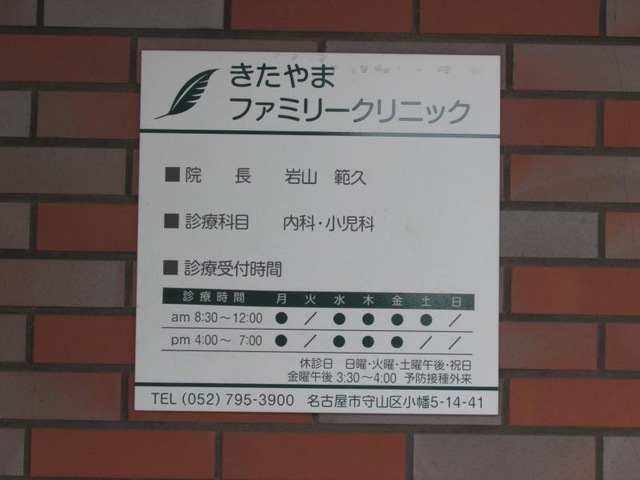 きたやま
ファミリークリニック
■ 院 長 岩山 範久
■ 診療科目 内科・小児科
■ 診療受付時間
診療時間 月 火 水 木 金 土 日
am 8:30～12:00 ● ／ ● ● ● ● ／
pm 4:00～ 7:00 ● ／ ● ● ● ／ ／
休診日 日曜・火曜・土曜午後・祝日
金曜午後 3:30～4:00 予防接種外来
TEL (052) 795-3900 名古屋市守山区小幡5-14-41